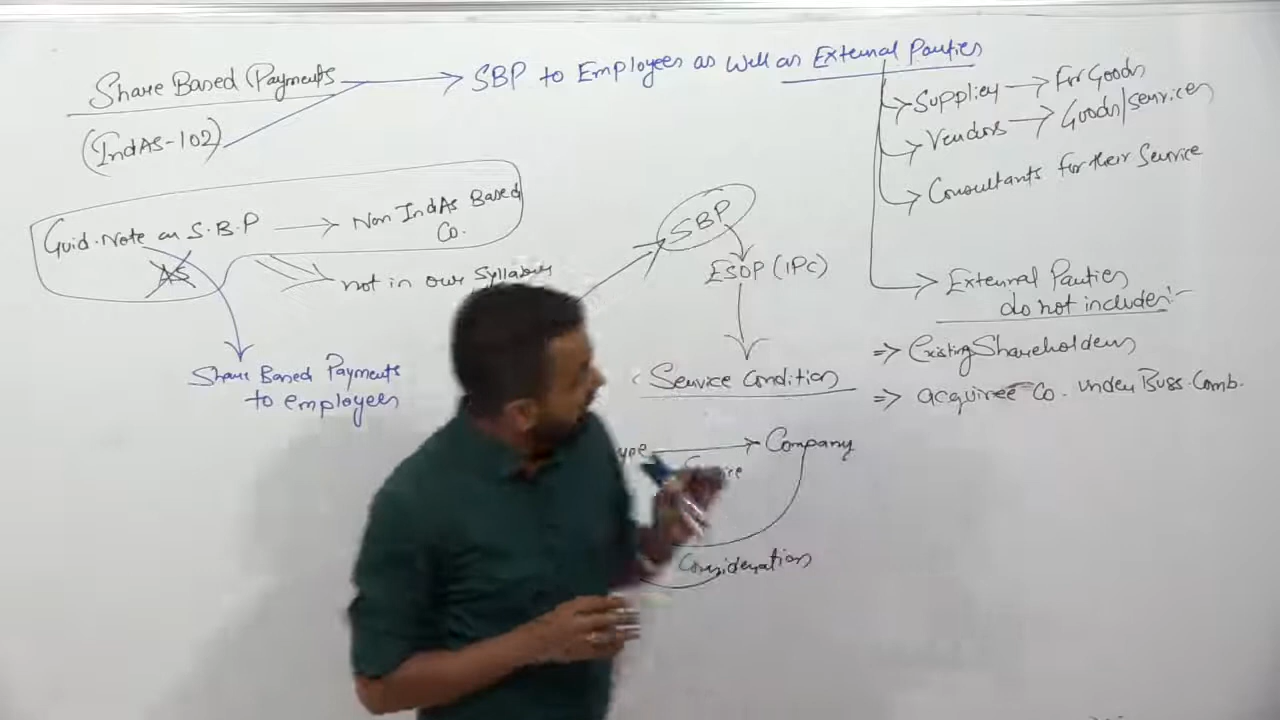 Share Based Payments
(IndAS-102)
SBP to Employees as well as External Parties
Supplier For Goods
Vendors Goods/Services
Consultants for their Service
Guid. Note on S.B.P Non IndAs Based
Co.
AS
not in our Syllabus
Share Based Payments
to employees
SBP
ESOP (IPC)
Service Condition
External Parties
do not include:-
⇒ Existing Shareholders
⇒ acquiree Co. under Buss. Comb.
Company
Consideration